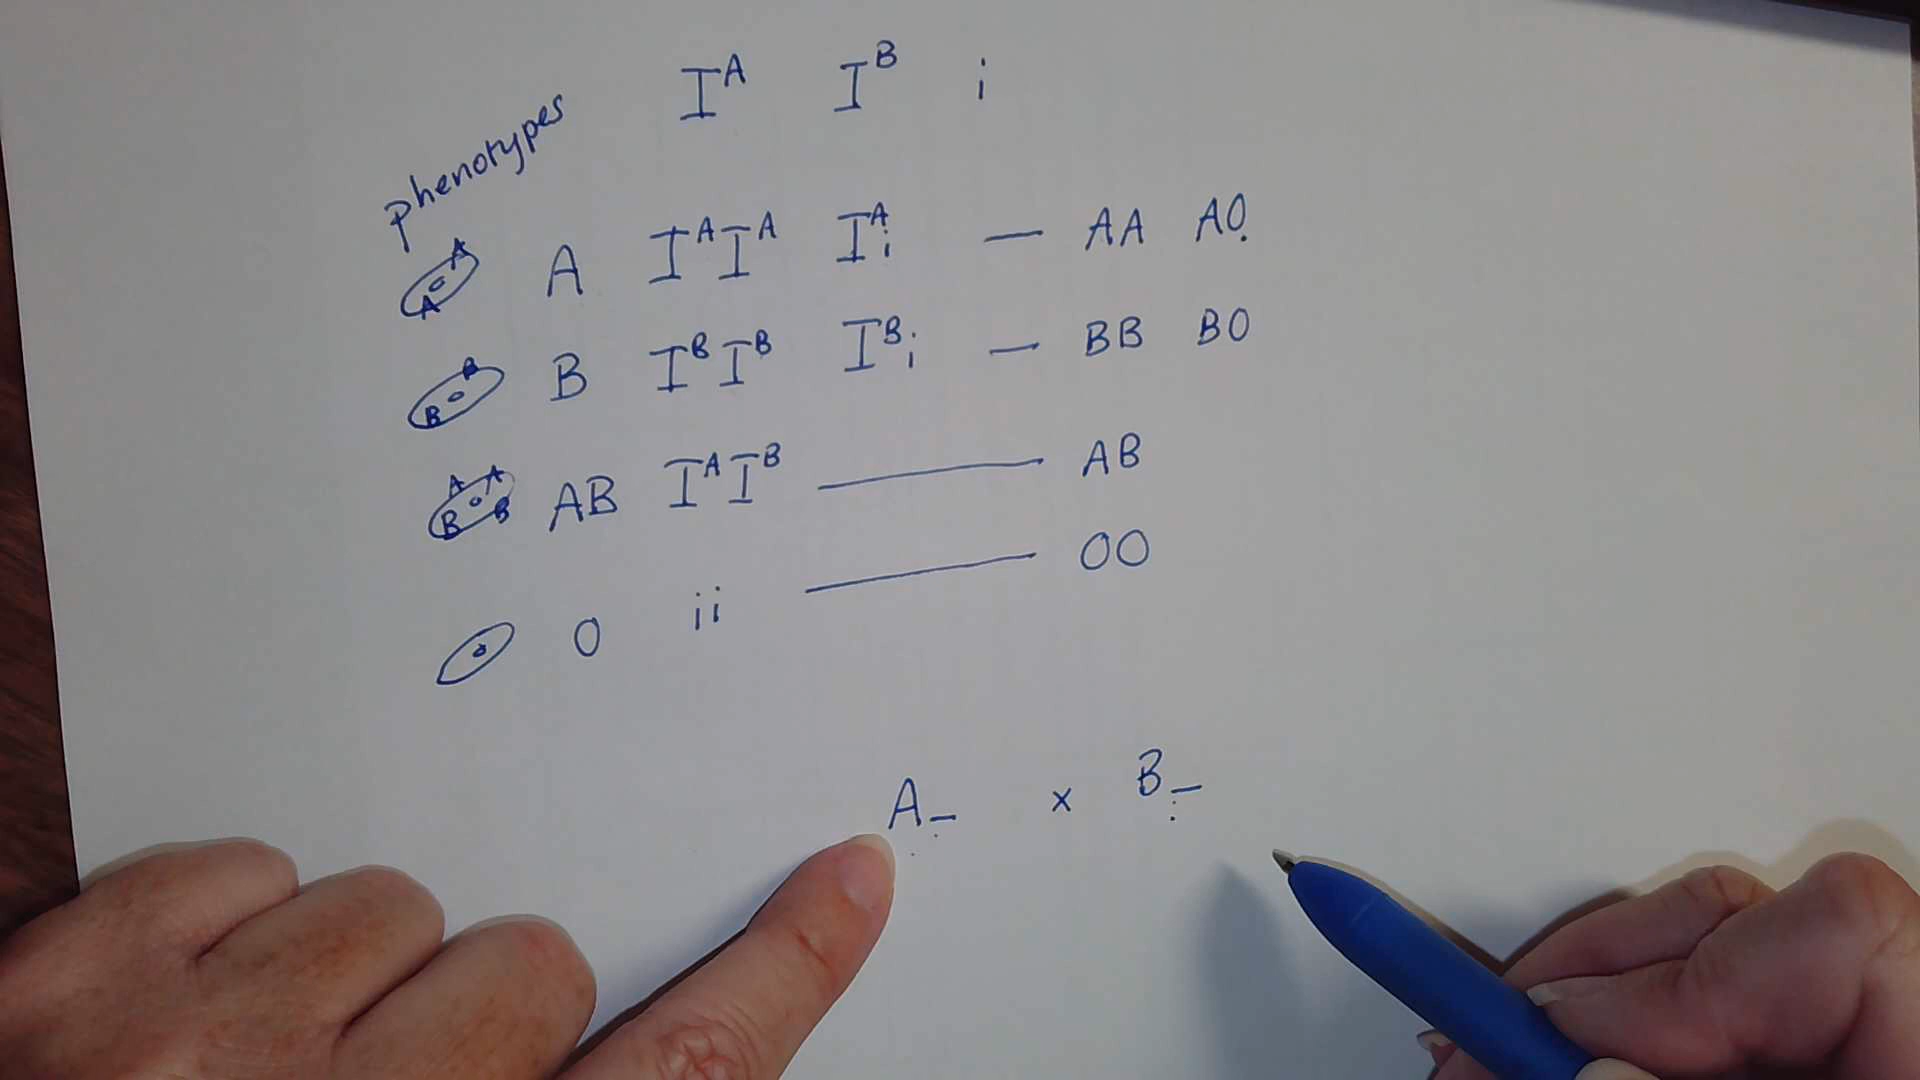 I^A I^B i
phenotypes
A A A I^A I^A I^A i — AA AO
B B B I^B I^B I^B i — BB BO
A A B B AB I^A I^B — AB
O ii — OO
A_ x B_